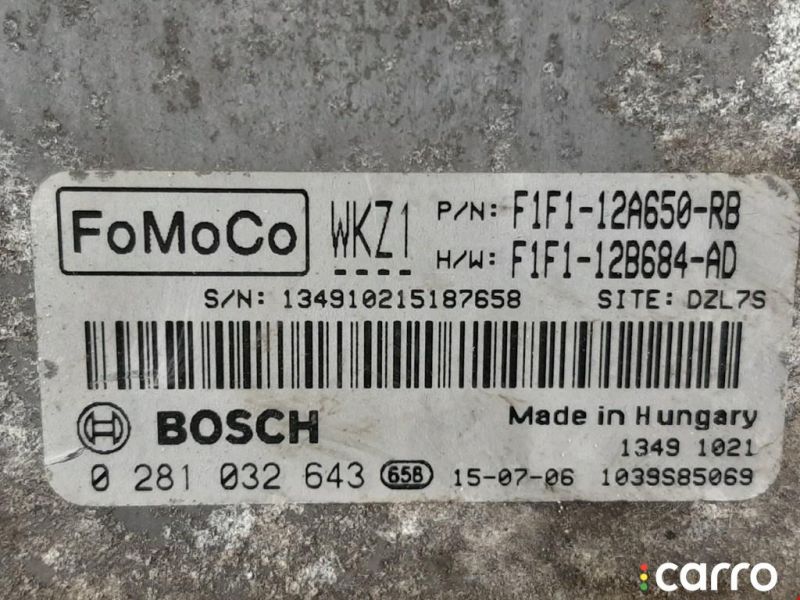 FoMoCo WKZ1 P/N: F1F1-12A650-RB
H/W: F1F1-12B684-AD
S/N: 134910215187658 SITE: DZL7S
BOSCH Made in Hungary
1349 1021
0 281 032 643 658 15-07-06 1039S85069
carro